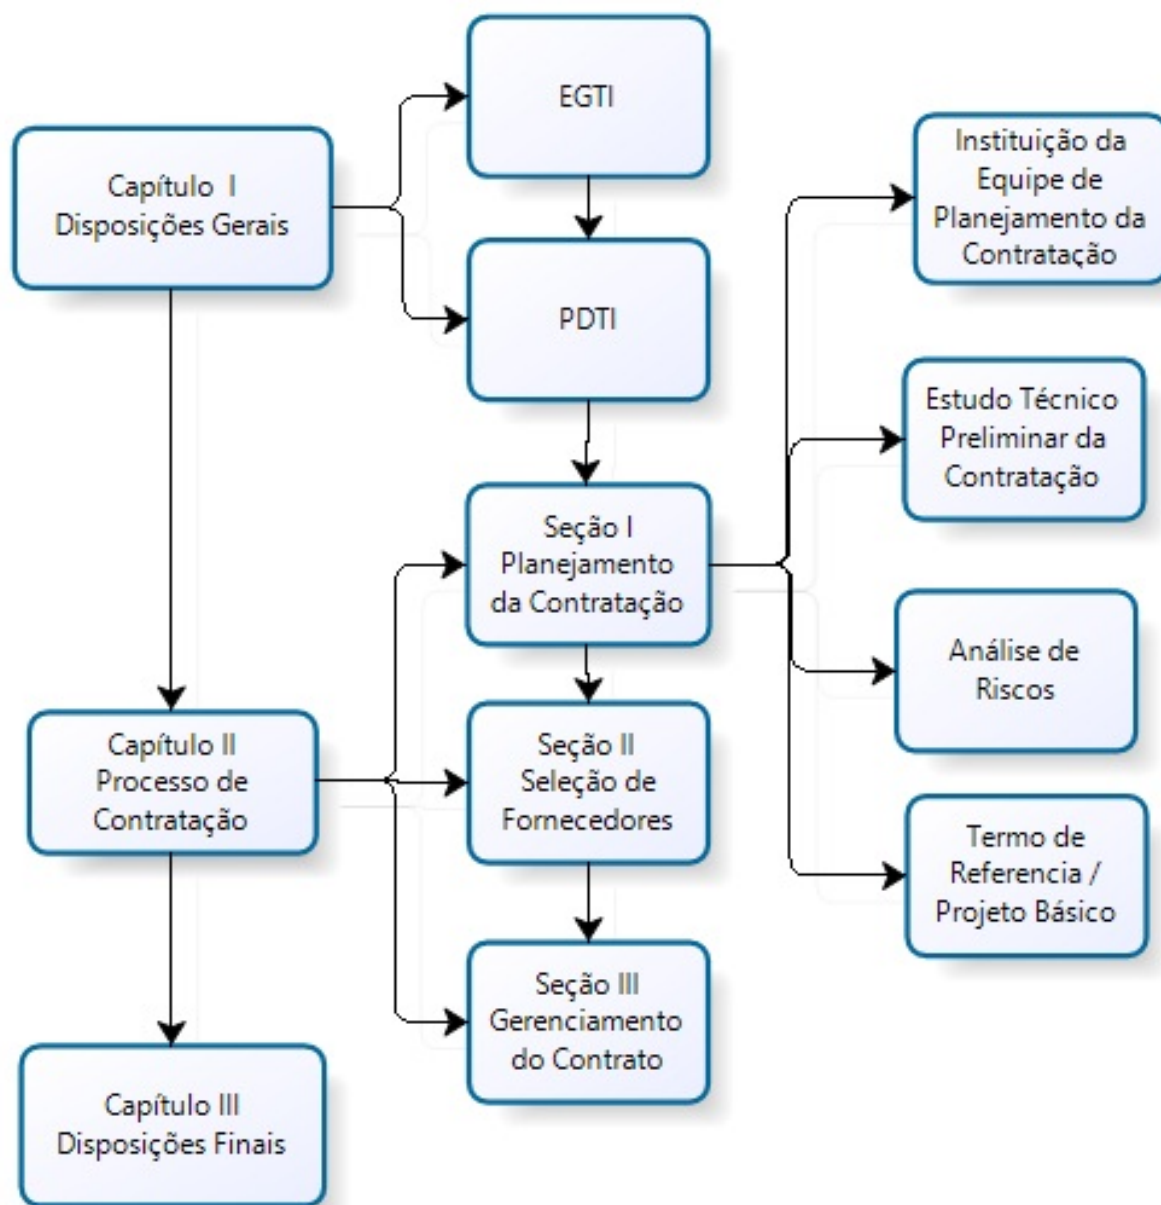 Capítulo I
Disposições Gerais
EGTI
PDTI
Instituição da
Equipe de
Planejamento da
Contratação
Estudo Técnico
Preliminar da
Contratação
Seção I
Planejamento
da Contratação
Análise de
Riscos
Capítulo II
Processo de
Contratação
Seção II
Seleção de
Fornecedores
Termo de
Referencia /
Projeto Básico
Seção III
Gerenciamento
do Contrato
Capítulo III
Disposições Finais